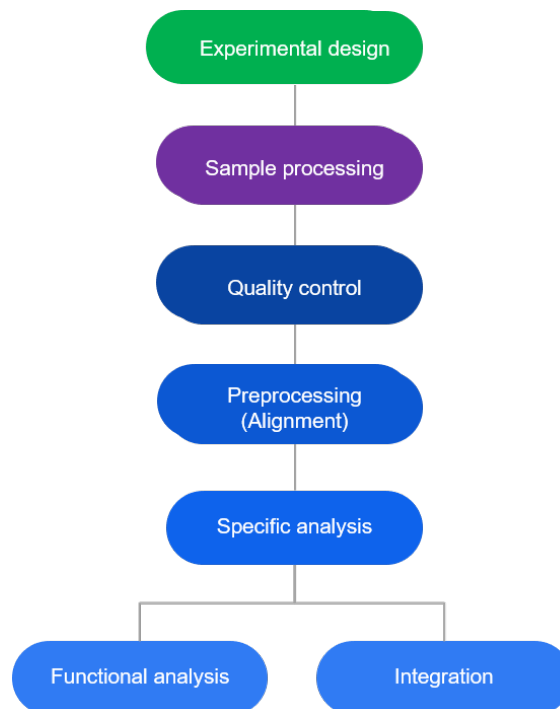 Experimental design
Sample processing
Quality control
Preprocessing
(Alignment)
Specific analysis
Functional analysis
Integration